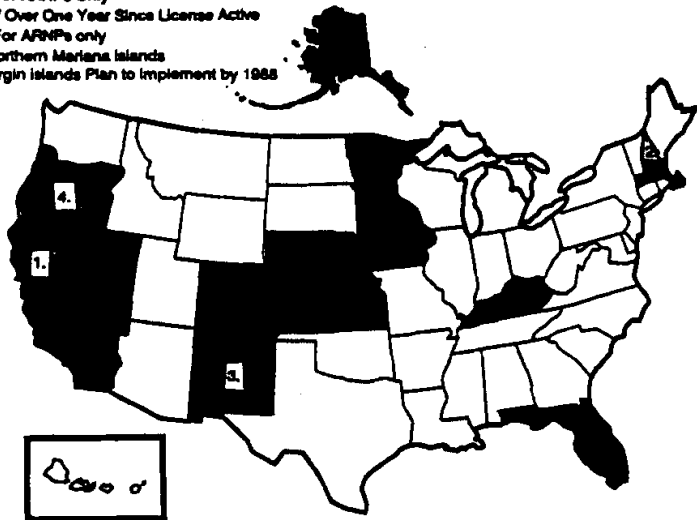 Only
Over One Year Since License Active
For ARNPs only
orthern Mariana Islands
rgin Islands Plan to Implement by 1988
2.
4.
1.
3.